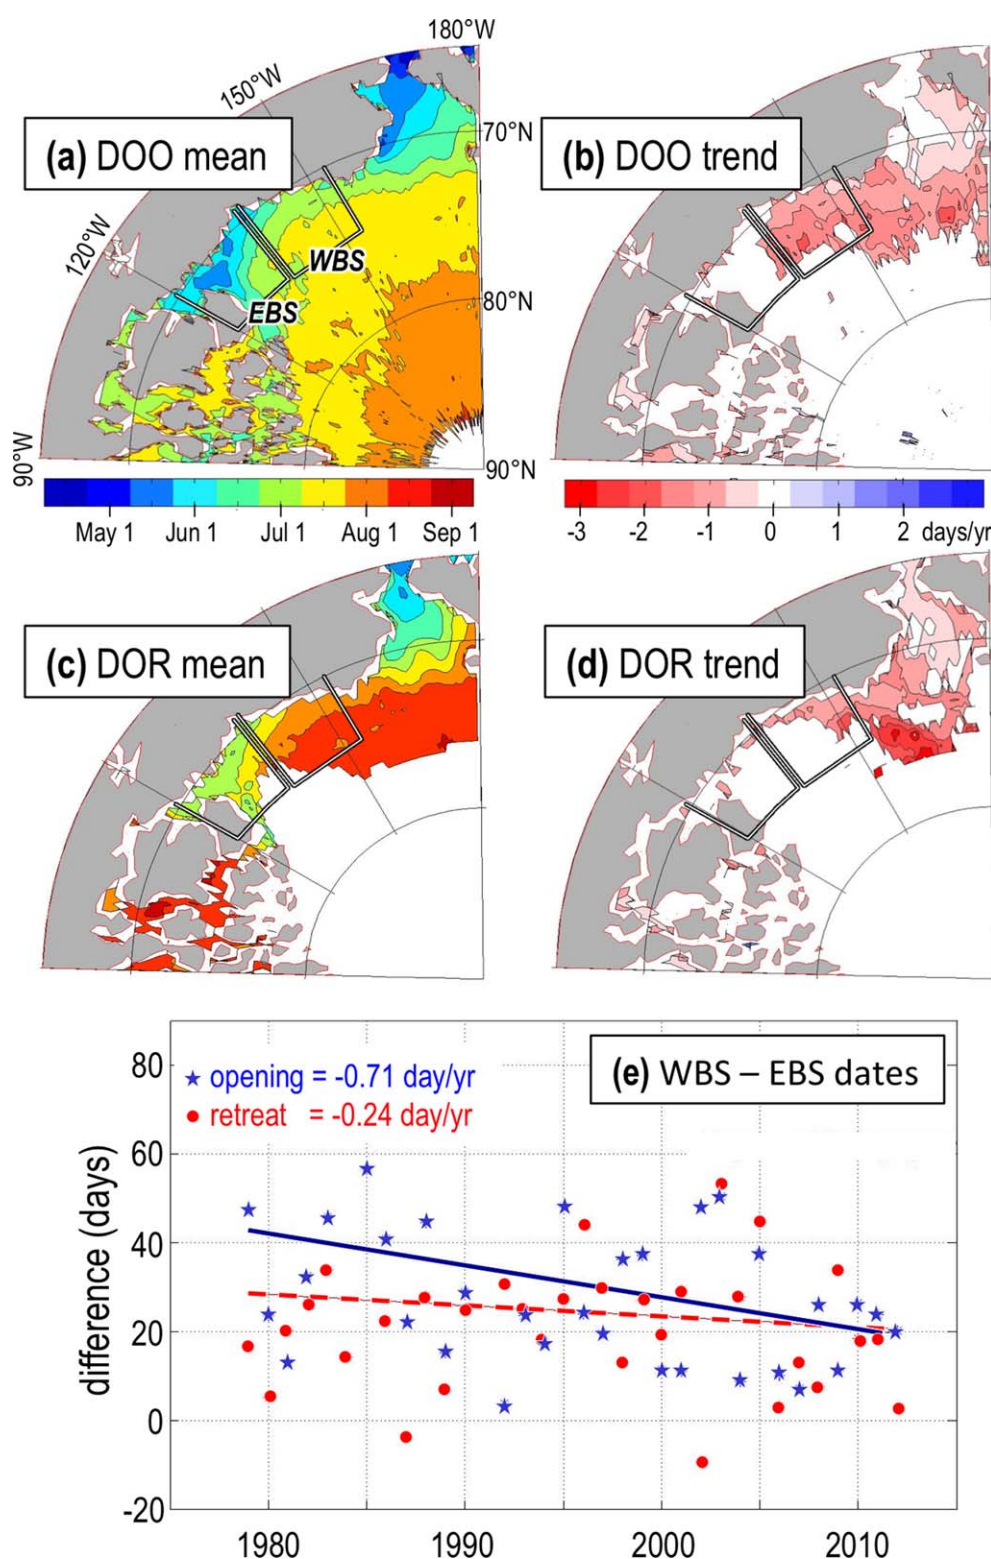 180°W
150°W
(a) DOO mean
70°N
(b) DOO trend
120°W
WBS
80°N
EBS
90°W
90°N
May 1 Jun 1 Jul 1 Aug 1 Sep 1
-3 -2 -1 0 1 2 days/yr
(c) DOR mean
(d) DOR trend
80
(e) WBS – EBS dates
opening = -0.71 day/yr
retreat = -0.24 day/yr
60
40
20
0
-20
difference (days)
1980 1990 2000 2010